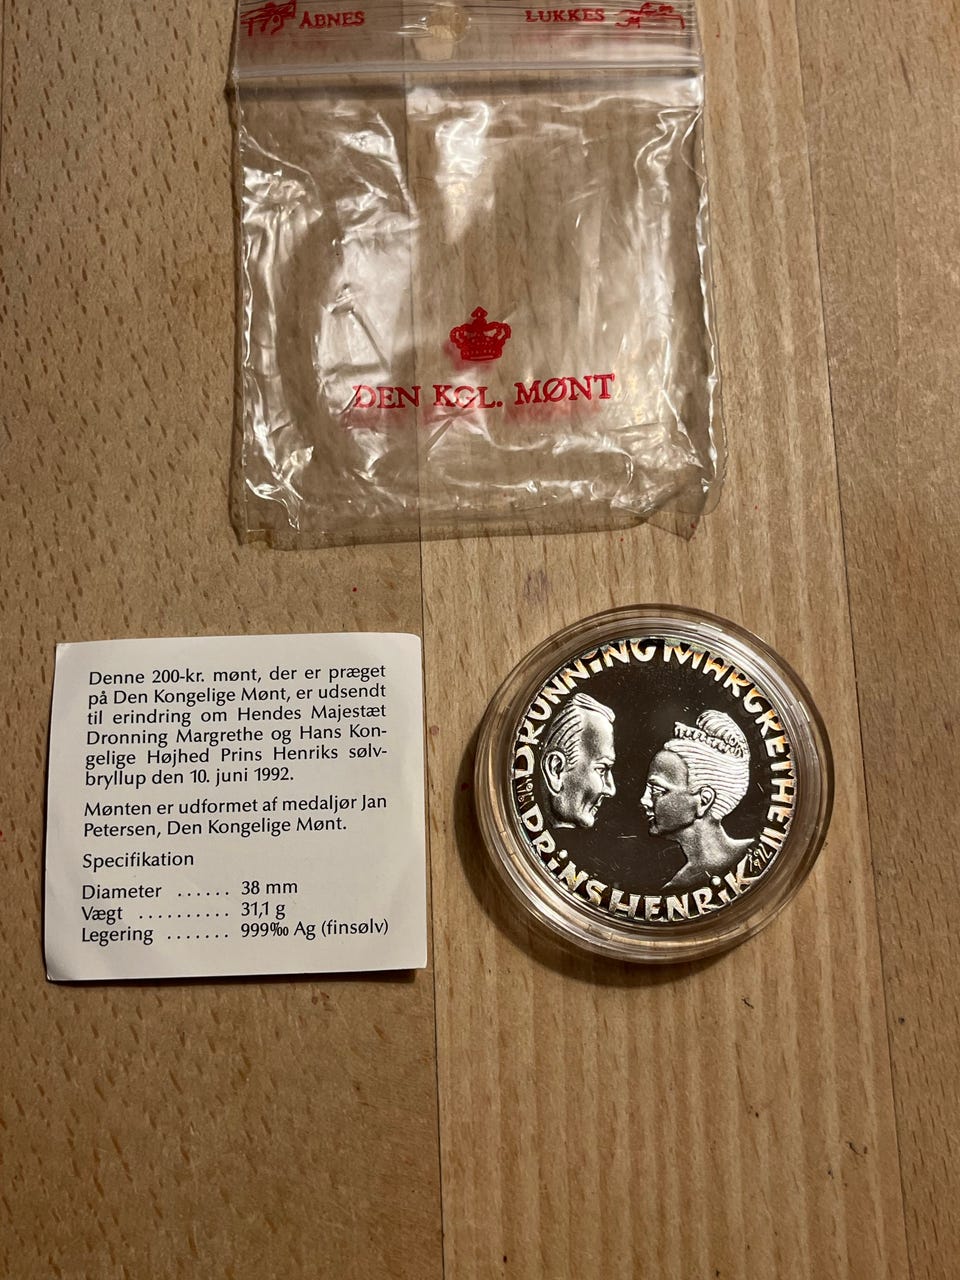 ÅBNES LUKKES
DEN KGL. MØNT
Denne 200-kr. mønt, der er præget
på Den Kongelige Mønt, er udsendt
til erindring om Hendes Majestæt
Dronning Margrethe og Hans Kon-
gelige Højhed Prins Henriks sølv-
bryllup den 10. juni 1992.
Mønten er udformet af medaljør Jan
Petersen, Den Kongelige Mønt.
Specifikation
Diameter ...... 38 mm
Vægt .......... 31,1 g
Legering ....... 999‰ Ag (finsølv)
DRONNiNG MARGRETHE II
PRiNS HENRiK